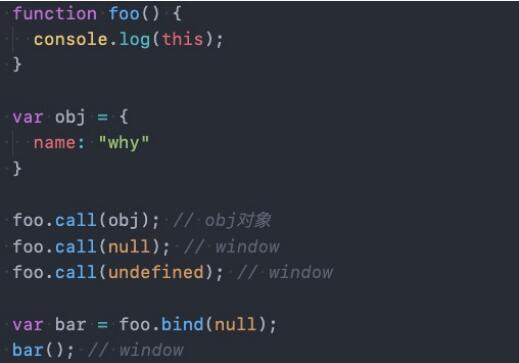 function foo() {
  console.log(this);
}

var obj = {
  name: "why"
}

foo.call(obj); // obj对象
foo.call(null); // window
foo.call(undefined); // window

var bar = foo.bind(null);
bar(); // window